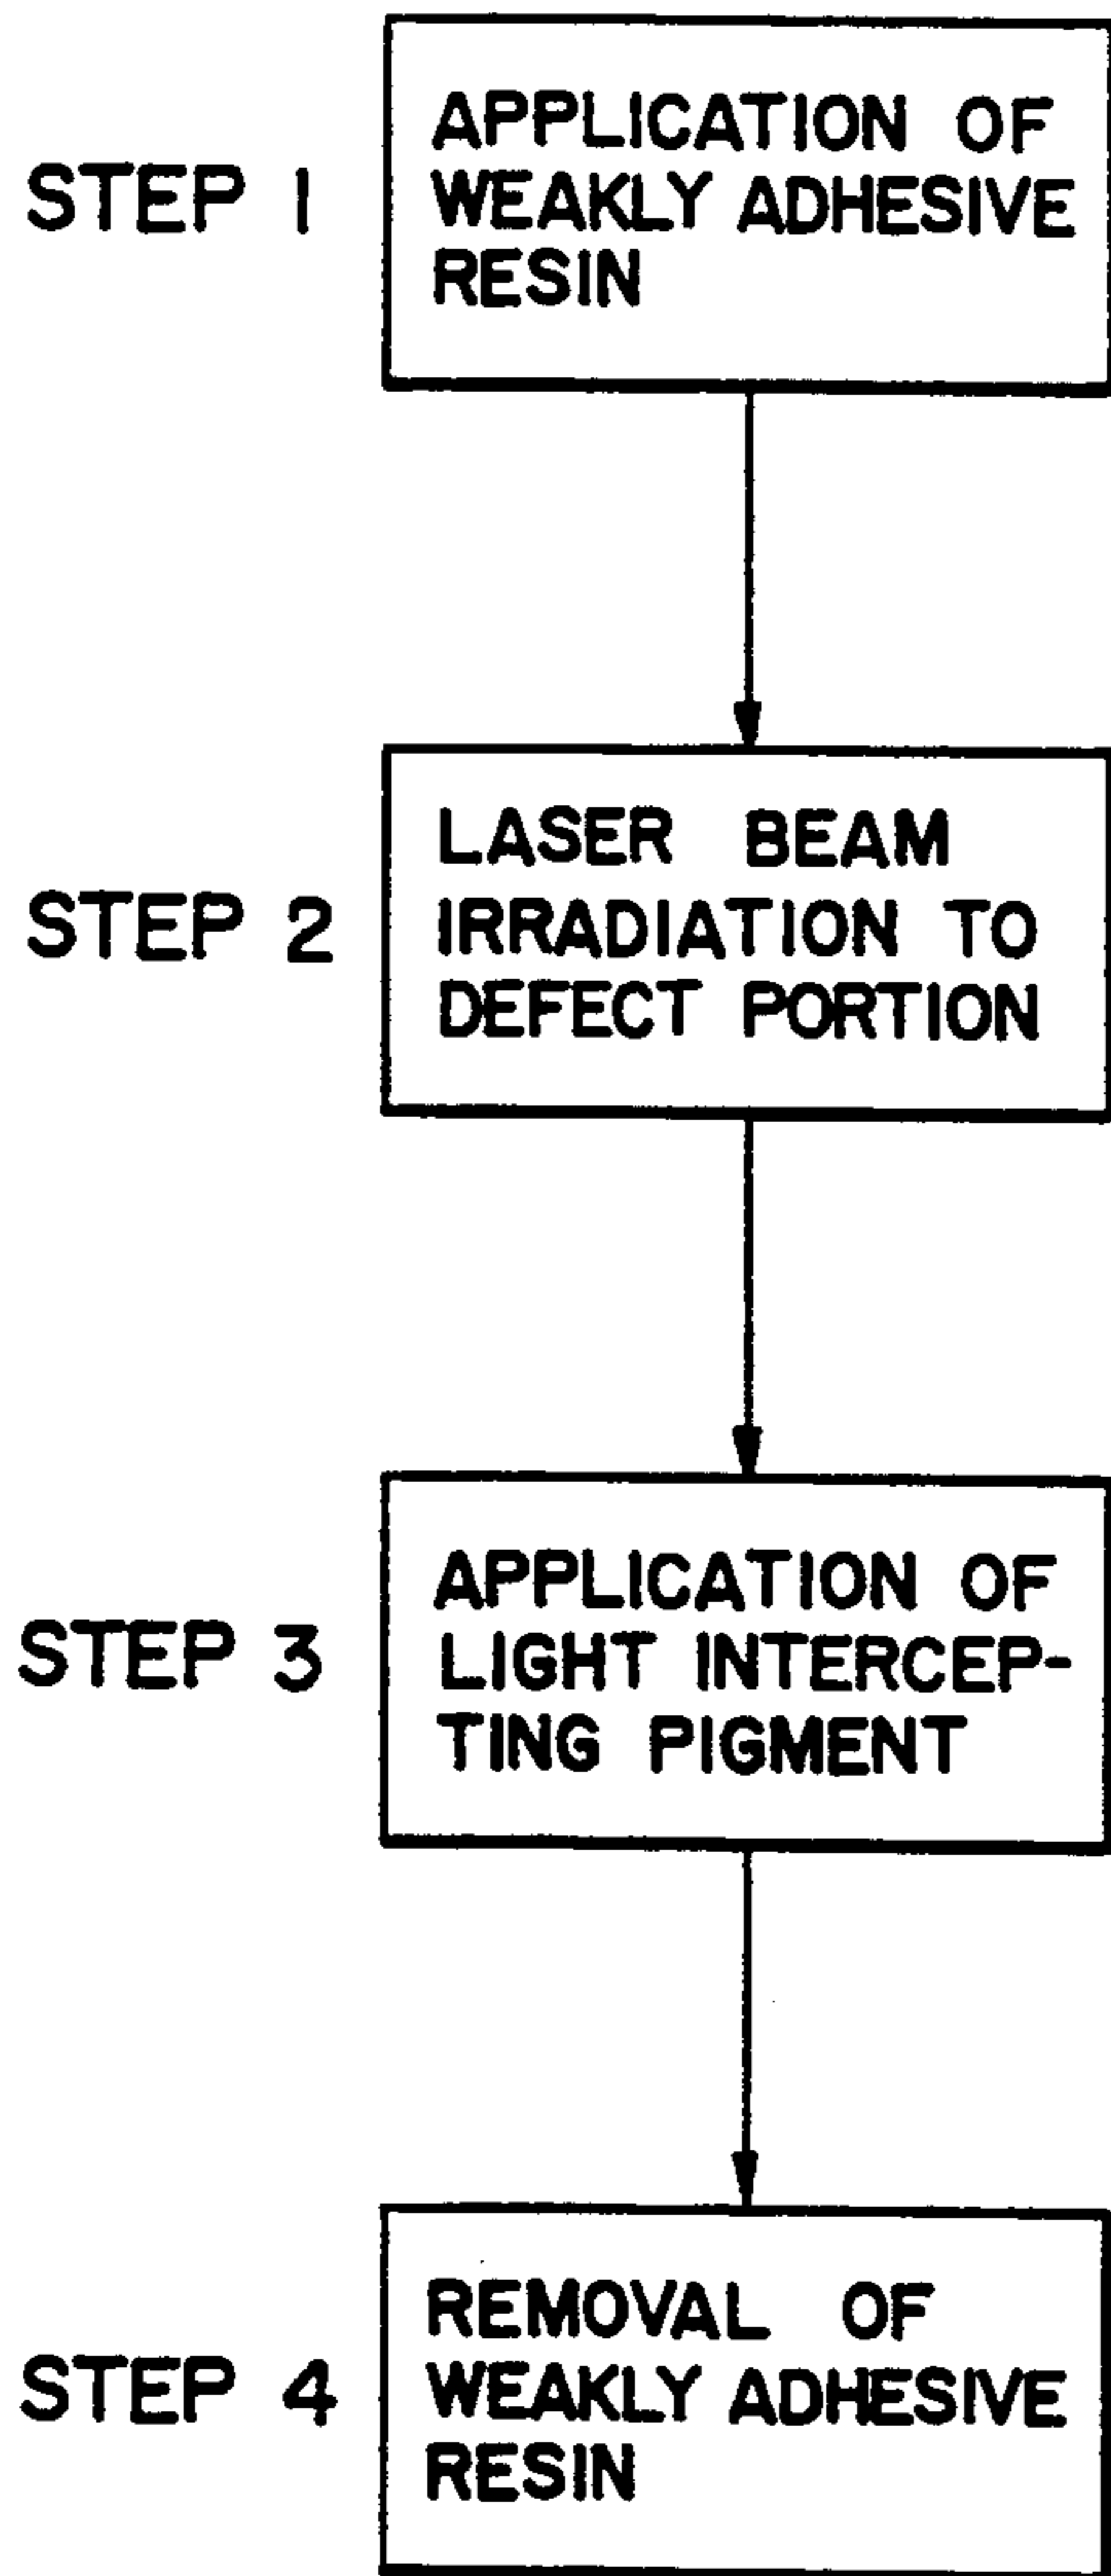 STEP 1
APPLICATION OF
WEAKLY ADHESIVE
RESIN
STEP 2
LASER BEAM
IRRADIATION TO
DEFECT PORTION
STEP 3
APPLICATION OF
LIGHT INTERCEP-
TING PIGMENT
STEP 4
REMOVAL OF
WEAKLY ADHESIVE
RESIN